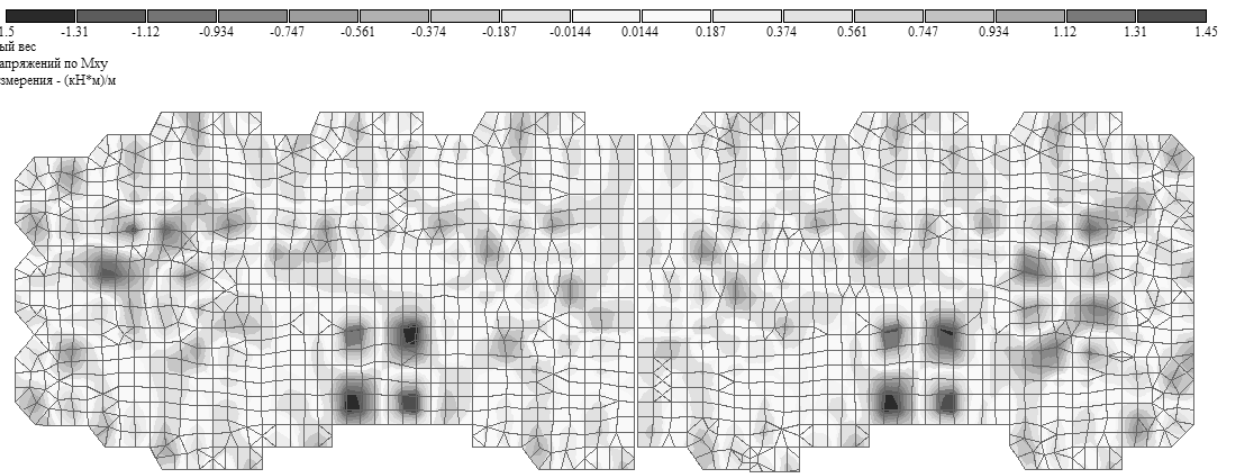 1.5 -1.31 -1.12 -0.934 -0.747 -0.561 -0.374 -0.187 -0.0144 0.0144 0.187 0.374 0.561 0.747 0.934 1.12 1.31 1.45
ый вес
апряжений по Mxy
змерения - (кН*м)/м